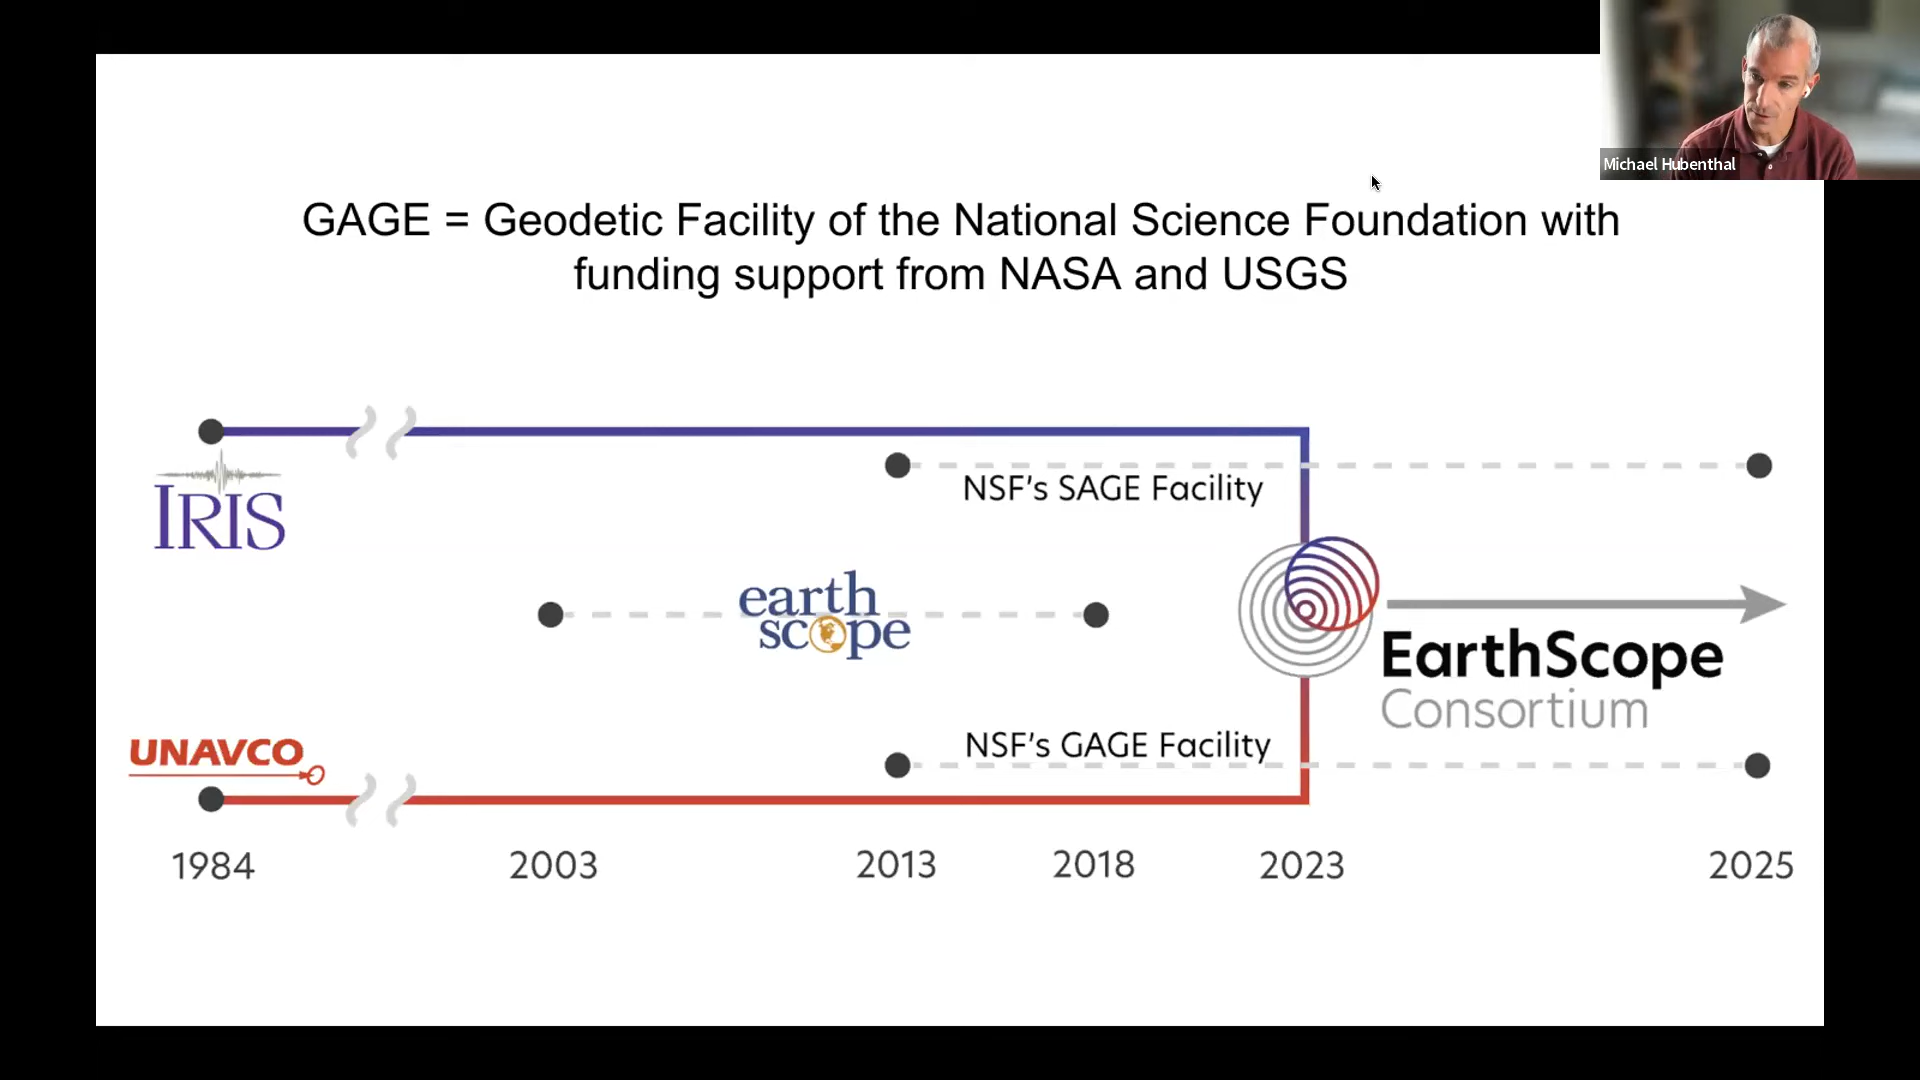 Michael Hubenthal
GAGE = Geodetic Facility of the National Science Foundation with
funding support from NASA and USGS
NSF's SAGE Facility
IRIS
earth
scope
EarthScope
Consortium
UNAVCO
NSF's GAGE Facility
1984
2003
2013
2018
2023
2025